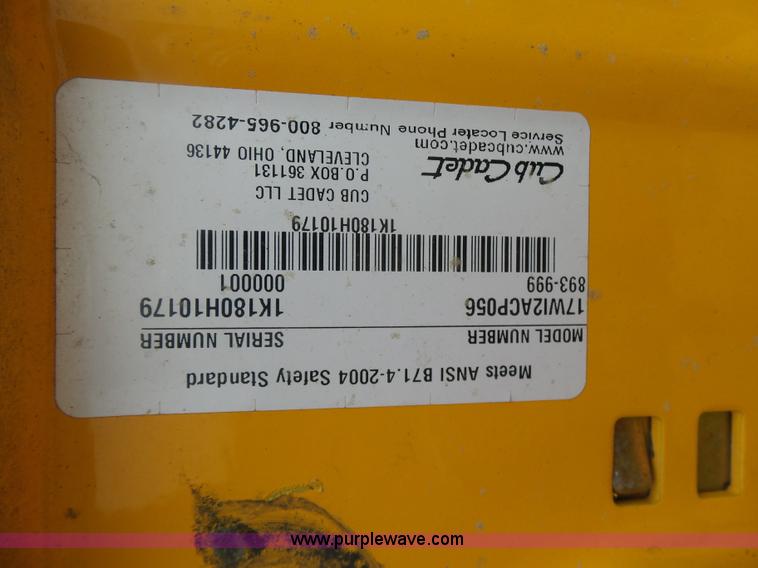 Meets ANSI B71.4-2004 Safety Standard
MODEL NUMBER SERIAL NUMBER
17WI2ACP056 1K180H10179
893-999 000001
1K180H10179
Cub Cadet
www.cubcadet.com
Service Locater Phone Number 800-965-4282
CUB CADET LLC
P.O.BOX 361131
CLEVELAND, OHIO 44136
www.purplewave.com